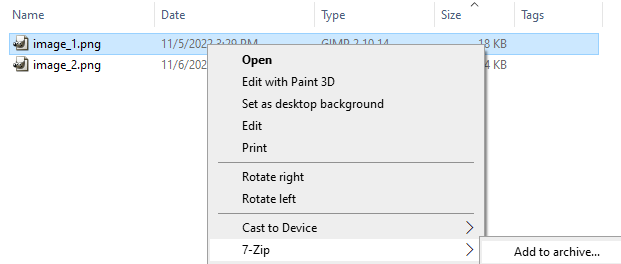 Name Date Type Size Tags
image_1.png 11/5/2022 3:29 PM GIMP 2.10.14 18 KB
image_2.png 11/6/202 4 KB
Open
Edit with Paint 3D
Set as desktop background
Edit
Print
Rotate right
Rotate left
Cast to Device
7-Zip
Add to archive...